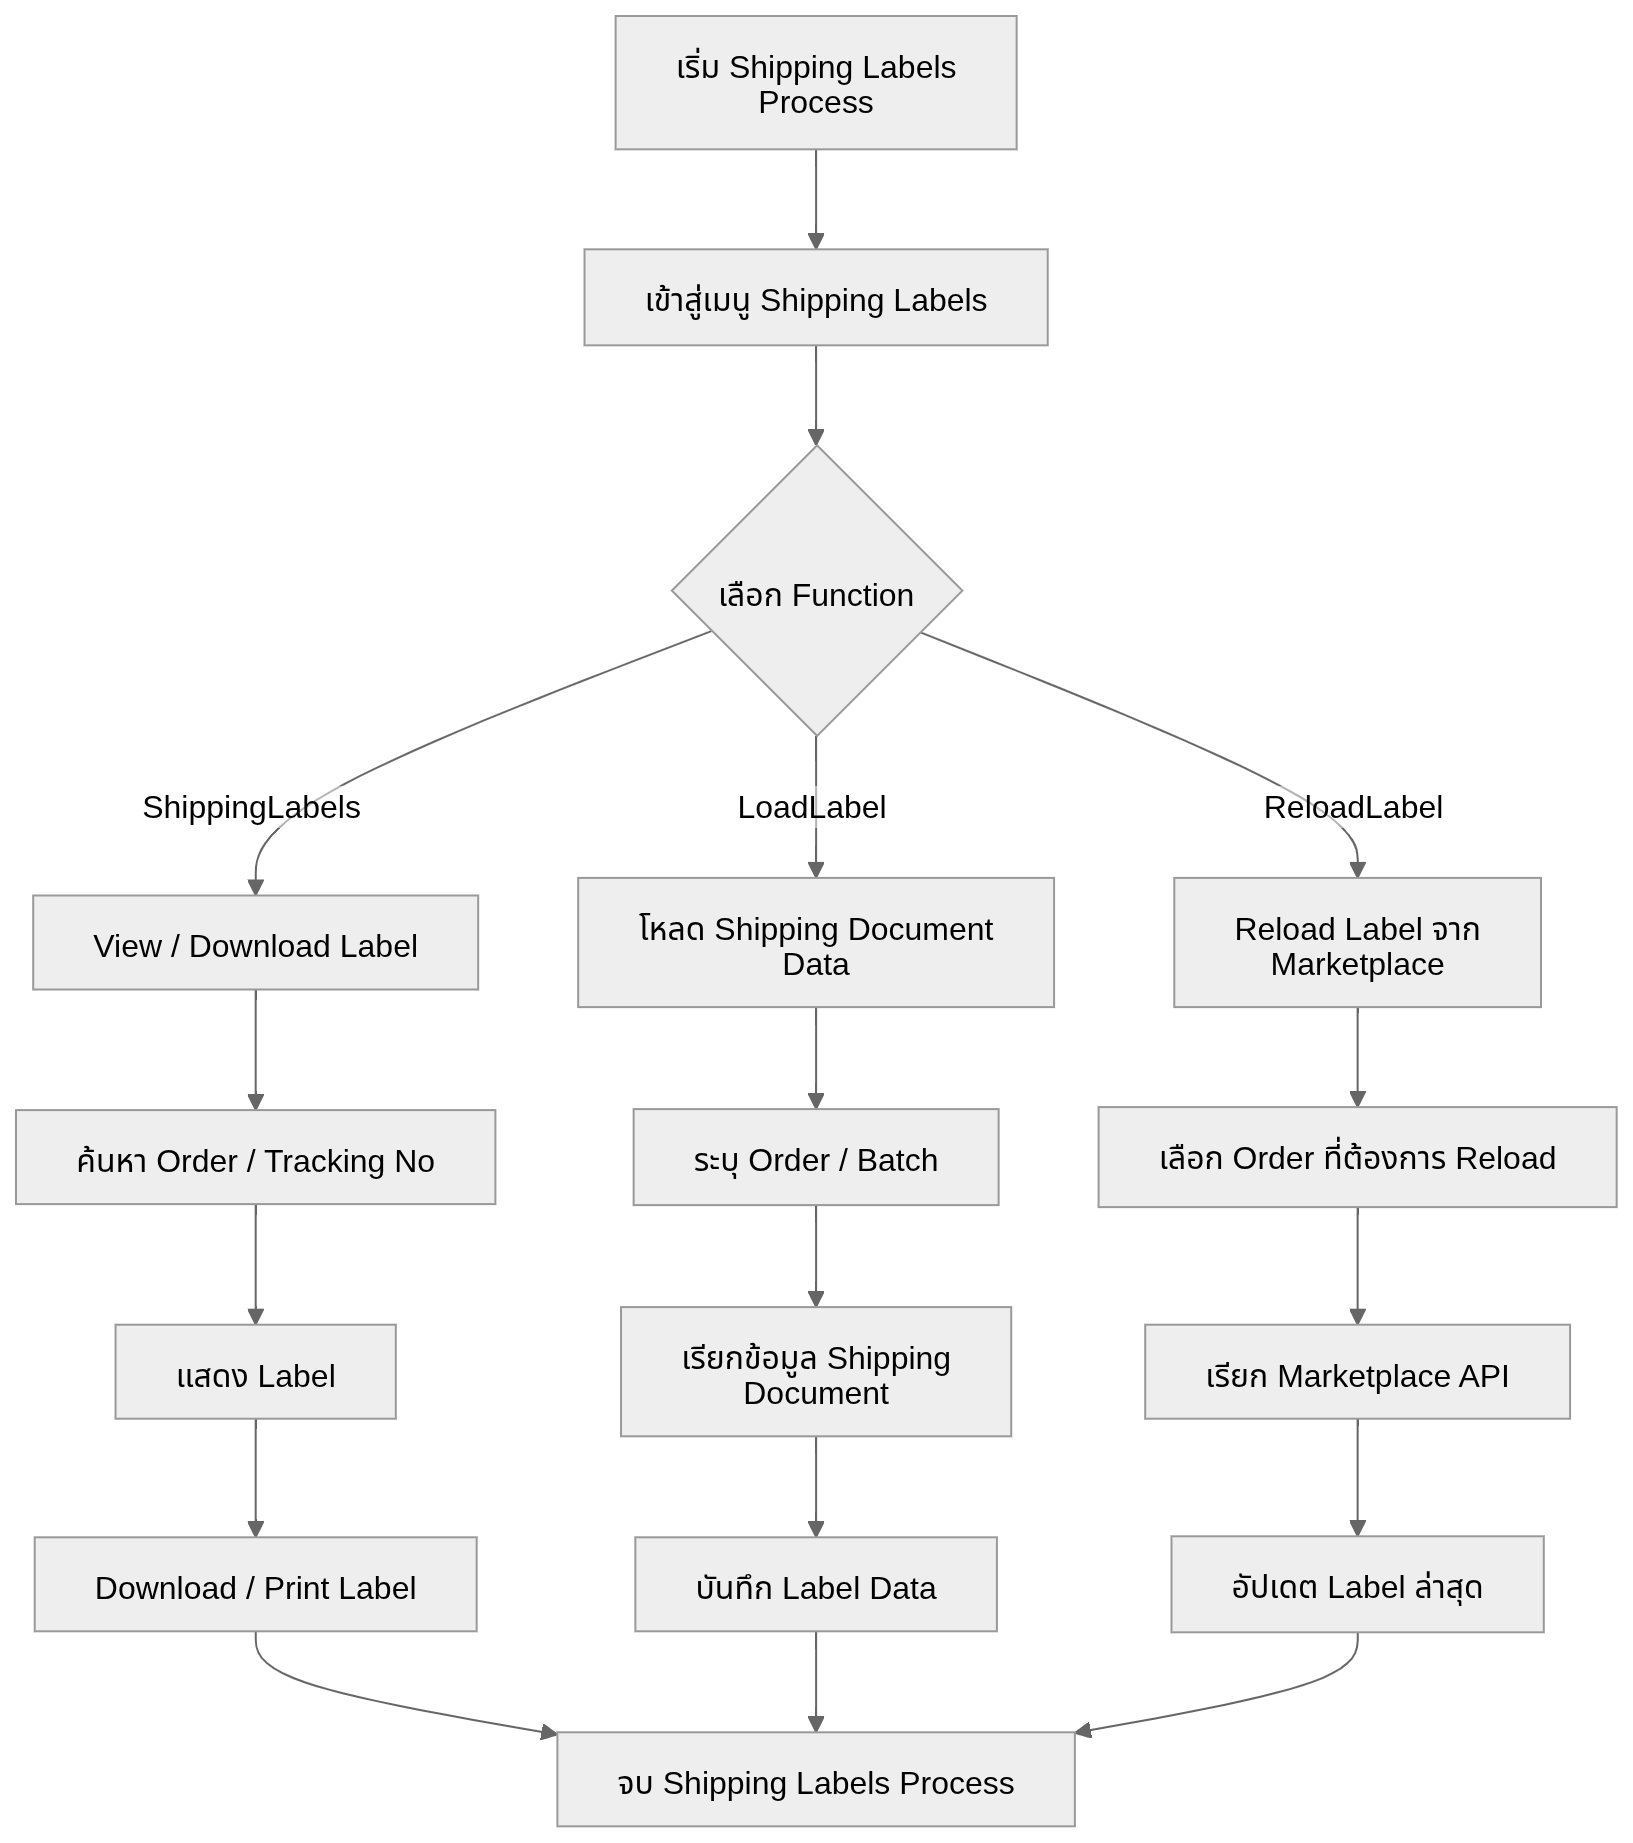 เริ่ม Shipping Labels
Process
เข้าสู่เมนู Shipping Labels
เลือก Function
ShippingLabels
LoadLabel
ReloadLabel
View / Download Label
โหลด Shipping Document
Data
Reload Label จาก
Marketplace
ค้นหา Order / Tracking No
ระบุ Order / Batch
เลือก Order ที่ต้องการ Reload
แสดง Label
เรียกข้อมูล Shipping
Document
เรียก Marketplace API
Download / Print Label
บันทึก Label Data
อัปเดต Label ล่าสุด
จบ Shipping Labels Process